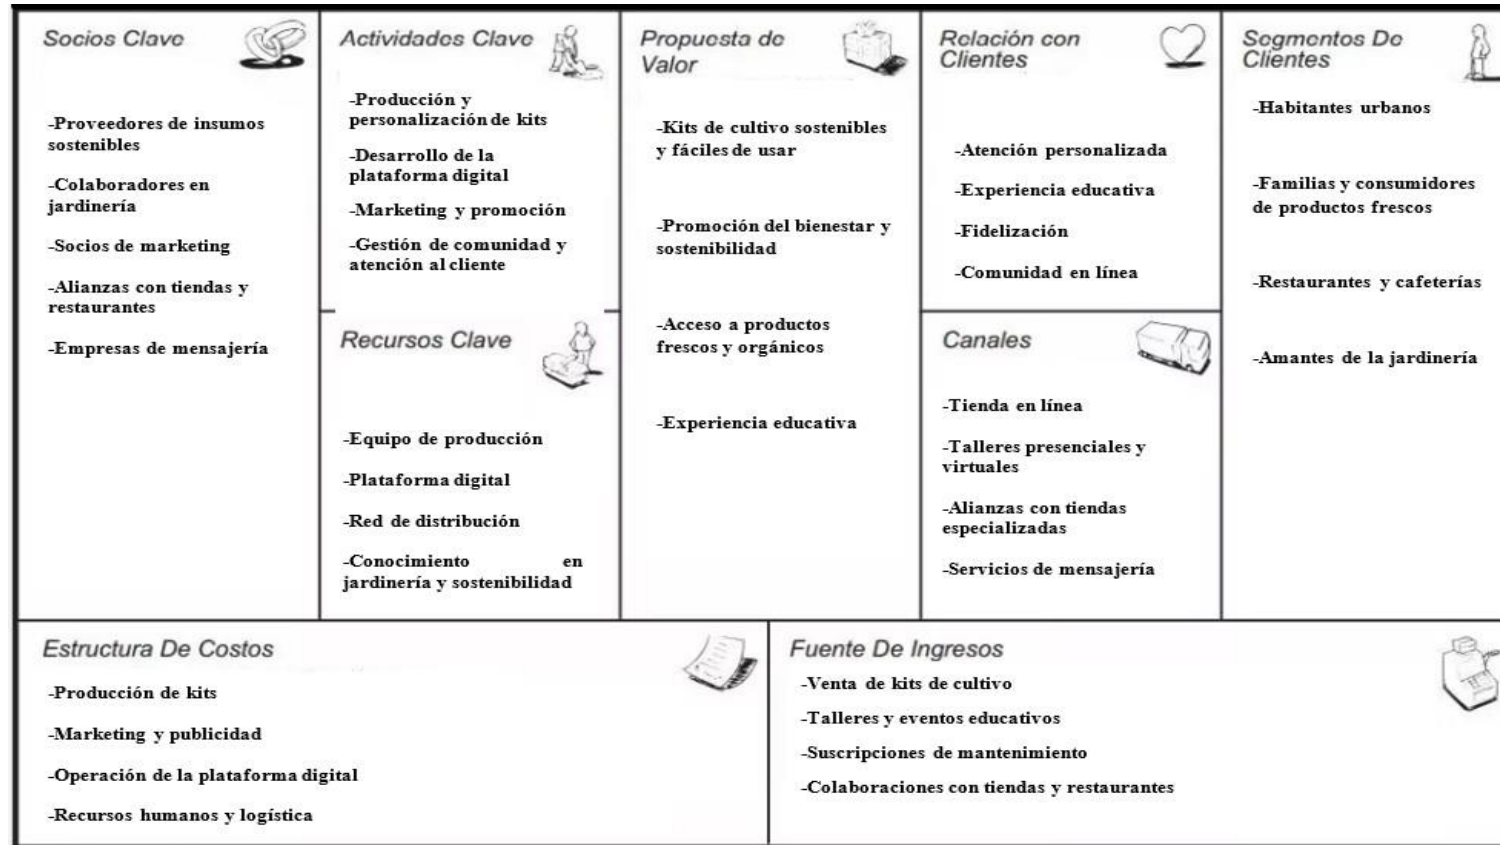 Socios Clave
-Proveedores de insumos
sostenibles
-Colaboradores en
jardinería
-Socios de marketing
-Alianzas con tiendas y
restaurantes
-Empresas de mensajería
Actividades Clave
-Producción y
personalización de kits
-Desarrollo de la
plataforma digital
-Marketing y promoción
-Gestión de comunidad y
atención al cliente
Recursos Clave
-Equipo de producción
-Plataforma digital
-Red de distribución
-Conocimiento en
jardinería y sostenibilidad
Propuesta de
Valor
-Kits de cultivo sostenibles
y fáciles de usar
-Promoción del bienestar y
sostenibilidad
-Acceso a productos
frescos y orgánicos
-Experiencia educativa
Relación con
Clientes
-Atención personalizada
-Experiencia educativa
-Fidelización
-Comunidad en línea
Canales
-Tienda en línea
-Talleres presenciales y
virtuales
-Alianzas con tiendas
especializadas
-Servicios de mensajería
Segmentos De
Clientes
-Habitantes urbanos
-Familias y consumidores
de productos frescos
-Restaurantes y cafeterías
-Amantes de la jardinería
Estructura De Costos
-Producción de kits
-Marketing y publicidad
-Operación de la plataforma digital
-Recursos humanos y logística
Fuente De Ingresos
-Venta de kits de cultivo
-Talleres y eventos educativos
-Suscripciones de mantenimiento
-Colaboraciones con tiendas y restaurantes